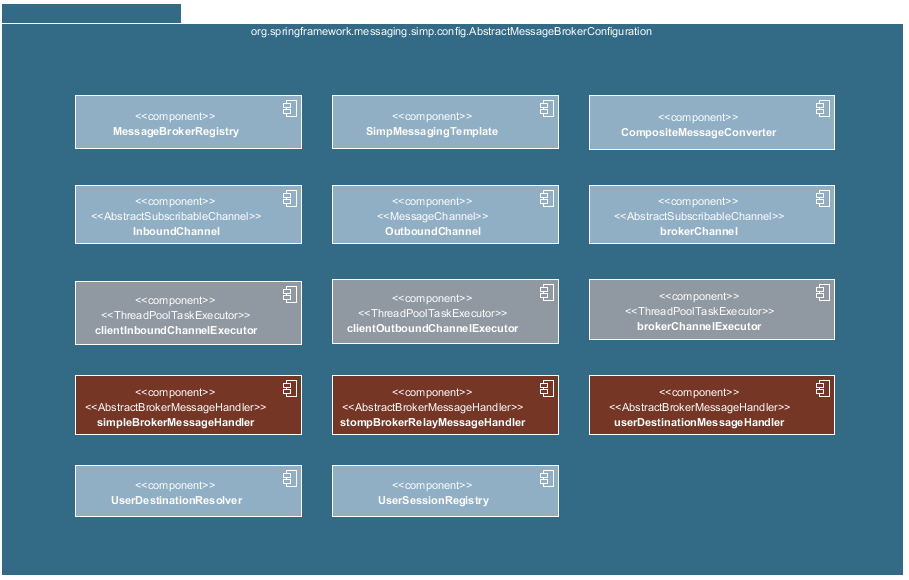 org.springframework.messaging.simp.config.AbstractMessageBrokerConfiguration
<<component>>
MessageBrokerRegistry
<<component>>
SimpMessagingTemplate
<<component>>
CompositeMessageConverter
<<component>>
<<AbstractSubscribableChannel>>
InboundChannel
<<component>>
<<MessageChannel>>
OutboundChannel
<<component>>
<<AbstractSubscribableChannel>>
brokerChannel
<<component>>
<<ThreadPoolTaskExecutor>>
clientInboundChannelExecutor
<<component>>
<<ThreadPoolTaskExecutor>>
clientOutboundChannelExecutor
<<component>>
<<ThreadPoolTaskExecutor>>
brokerChannelExecutor
<<component>>
<<AbstractBrokerMessageHandler>>
simpleBrokerMessageHandler
<<component>>
<<AbstractBrokerMessageHandler>>
stompBrokerRelayMessageHandler
<<component>>
<<AbstractBrokerMessageHandler>>
userDestinationMessageHandler
<<component>>
UserDestinationResolver
<<component>>
UserSessionRegistry